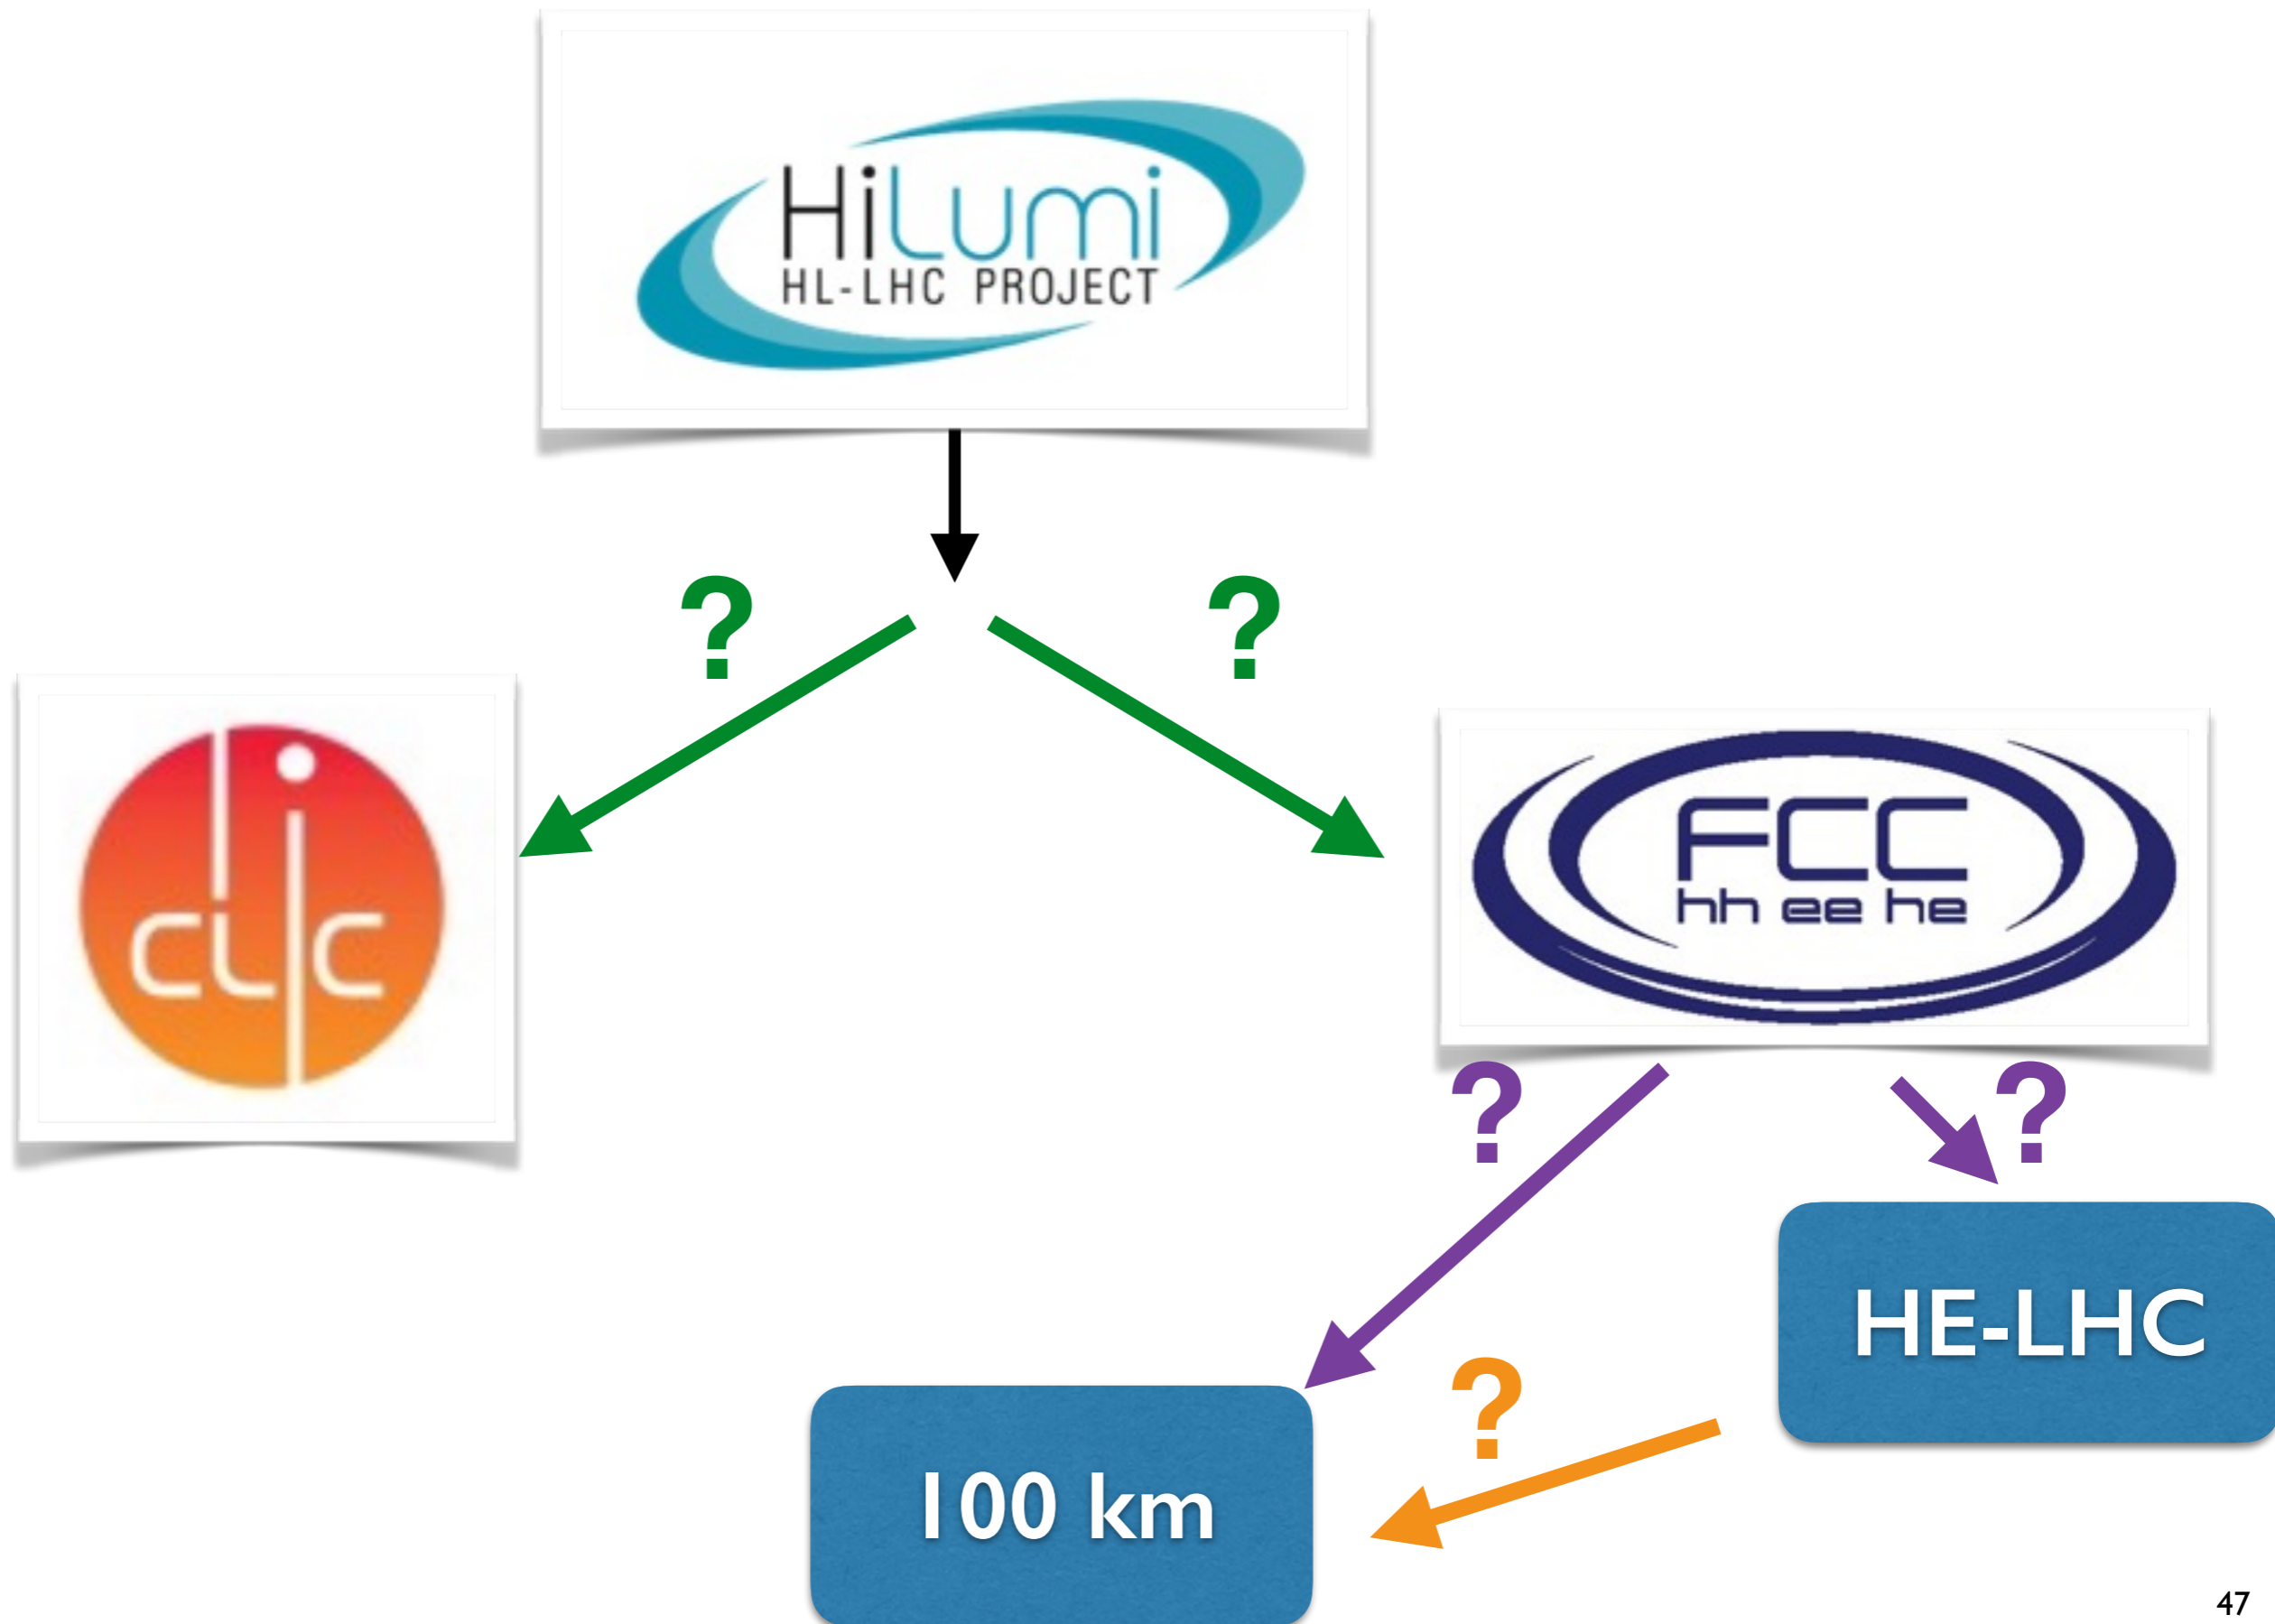 HiLumi
HL-LHC PROJECT
?
?
clic
FCC
hh ee he
?
?
HE-LHC
?
100 km
47